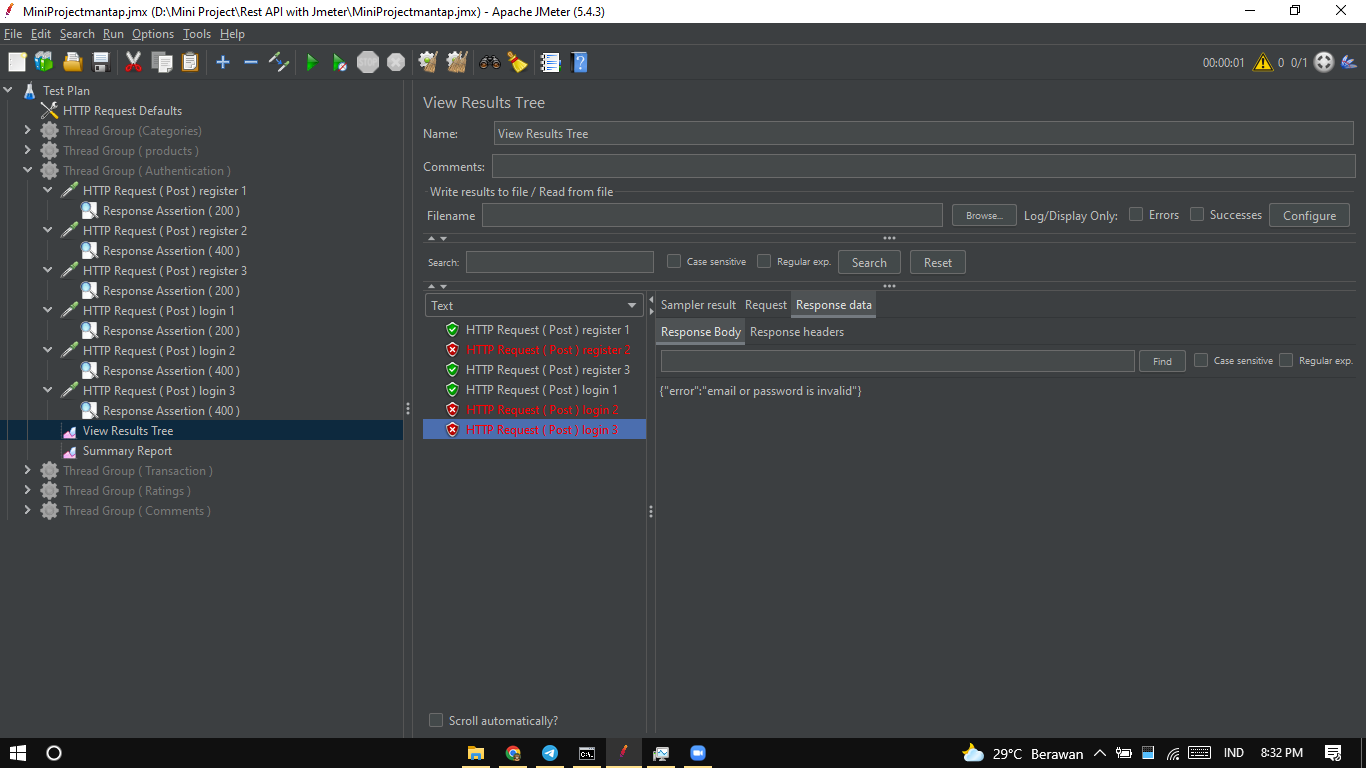 MiniProjectmantap.jmx (D:\Mini Project\Rest API with Jmeter\MiniProjectmantap.jmx) - Apache JMeter (5.4.3)
File Edit Search Run Options Tools Help
STOP 00:00:01 0 0/1
Test Plan
HTTP Request Defaults
Thread Group (Categories)
Thread Group ( products )
Thread Group ( Authentication )
HTTP Request ( Post ) register 1
Response Assertion ( 200 )
HTTP Request ( Post ) register 2
Response Assertion ( 400 )
HTTP Request ( Post ) register 3
Response Assertion ( 200 )
HTTP Request ( Post ) login 1
Response Assertion ( 200 )
HTTP Request ( Post ) login 2
Response Assertion ( 400 )
HTTP Request ( Post ) login 3
Response Assertion ( 400 )
View Results Tree
Summary Report
Thread Group ( Transaction )
Thread Group ( Ratings )
Thread Group ( Comments )
View Results Tree
Name: View Results Tree
Comments:
Write results to file / Read from file
Filename Browse... Log/Display Only: Errors Successes Configure
Search: Case sensitive Regular exp. Search Reset
Text
HTTP Request ( Post ) register 1
HTTP Request ( Post ) register 2
HTTP Request ( Post ) register 3
HTTP Request ( Post ) login 1
HTTP Request ( Post ) login 2
HTTP Request ( Post ) login 3
Scroll automatically?
Sampler result Request Response data
Response Body Response headers
Find Case sensitive Regular exp.
{"error":"email or password is invalid"}
29°C Berawan IND 8:32 PM